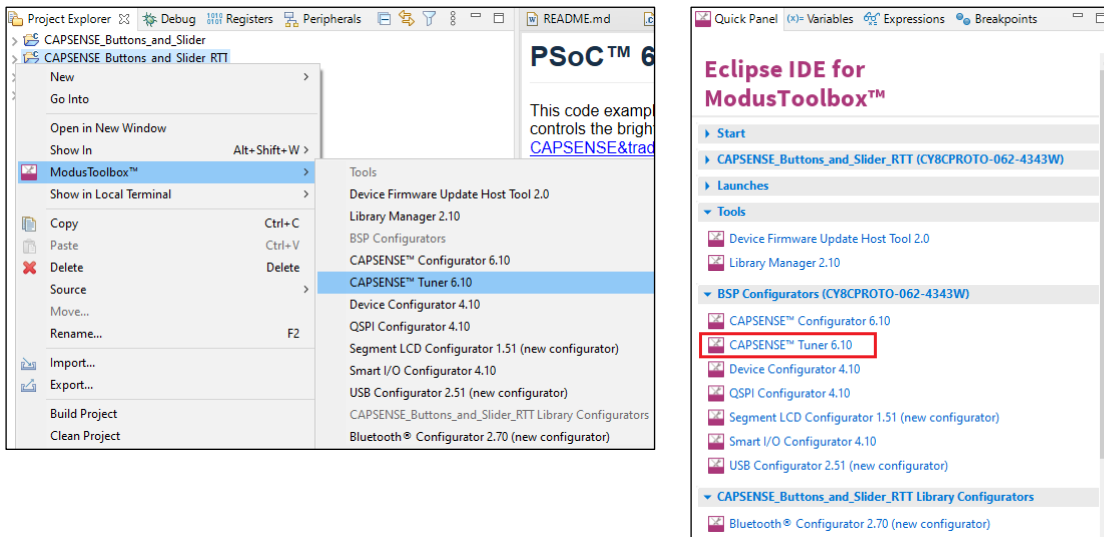 Project Explorer
Debug
Registers
Peripherals
README.md
.c
CAPSENSE_Buttons_and_Slider
CAPSENSE Buttons and Slider RTT
PSoC™ 6
This code exampl
controls the brigh
CAPSENSE&trad
New
Go Into
Open in New Window
Show In Alt+Shift+W >
ModusToolbox™
Show in Local Terminal
Copy Ctrl+C
Paste Ctrl+V
Delete Delete
Source
Move...
Rename... F2
Import...
Export...
Build Project
Clean Project
Tools
Device Firmware Update Host Tool 2.0
Library Manager 2.10
BSP Configurators
CAPSENSE™ Configurator 6.10
CAPSENSE™ Tuner 6.10
Device Configurator 4.10
QSPI Configurator 4.10
Segment LCD Configurator 1.51 (new configurator)
Smart I/O Configurator 4.10
USB Configurator 2.51 (new configurator)
CAPSENSE_Buttons_and_Slider_RTT Library Configurators
Bluetooth® Configurator 2.70 (new configurator)
Quick Panel
(x)= Variables
Expressions
Breakpoints
Eclipse IDE for
ModusToolbox™
Start
CAPSENSE_Buttons_and_Slider_RTT (CY8CPROTO-062-4343W)
Launches
Tools
Device Firmware Update Host Tool 2.0
Library Manager 2.10
BSP Configurators (CY8CPROTO-062-4343W)
CAPSENSE™ Configurator 6.10
CAPSENSE™ Tuner 6.10
Device Configurator 4.10
QSPI Configurator 4.10
Segment LCD Configurator 1.51 (new configurator)
Smart I/O Configurator 4.10
USB Configurator 2.51 (new configurator)
CAPSENSE_Buttons_and_Slider_RTT Library Configurators
Bluetooth® Configurator 2.70 (new configurator)